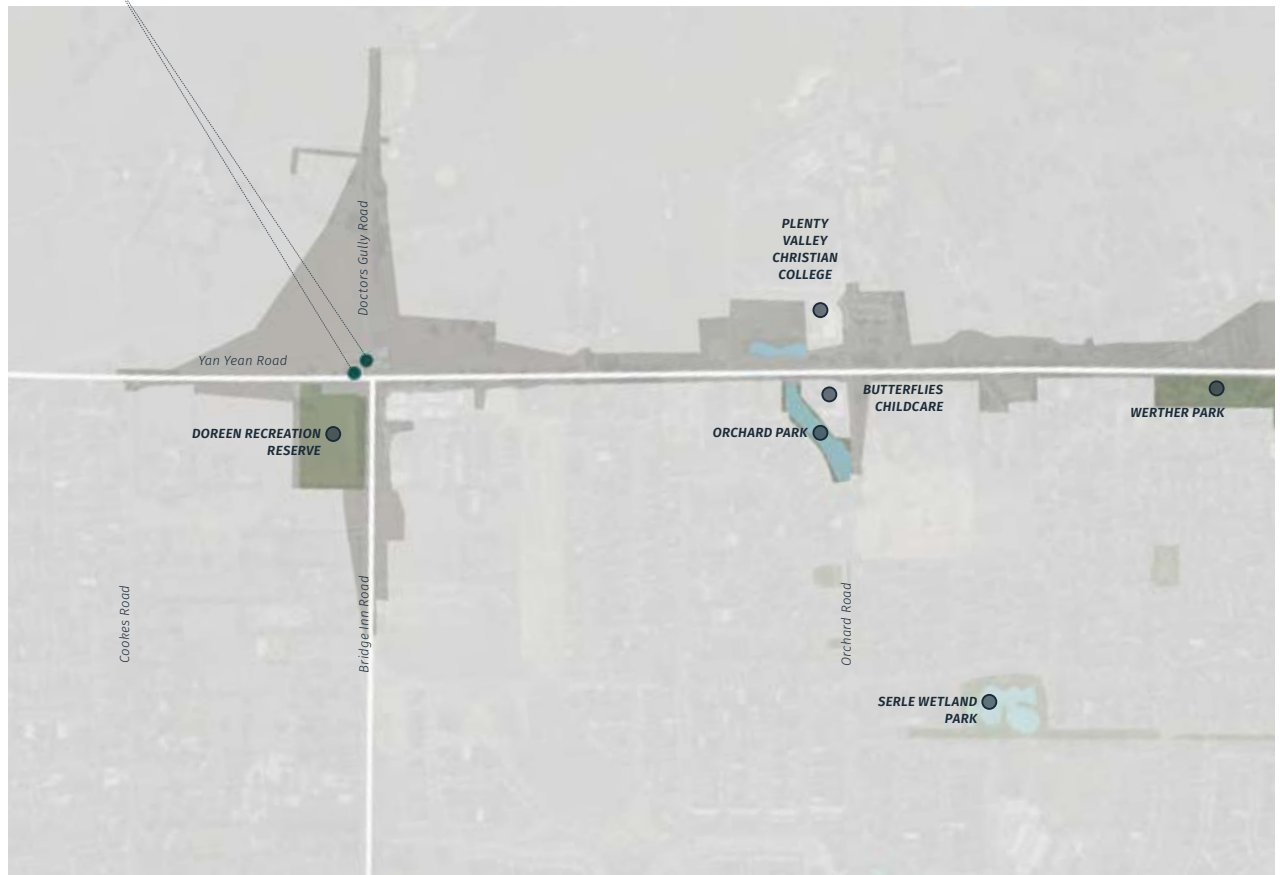 Doctors Gully Road
PLENTY
VALLEY
CHRISTIAN
COLLEGE
Yan Yean Road
BUTTERFLIES
CHILDCARE
WERTHER PARK
DOREEN RECREATION
RESERVE
ORCHARD PARK
Cookes Road
Bridge Inn Road
Orchard Road
SERLE WETLAND
PARK